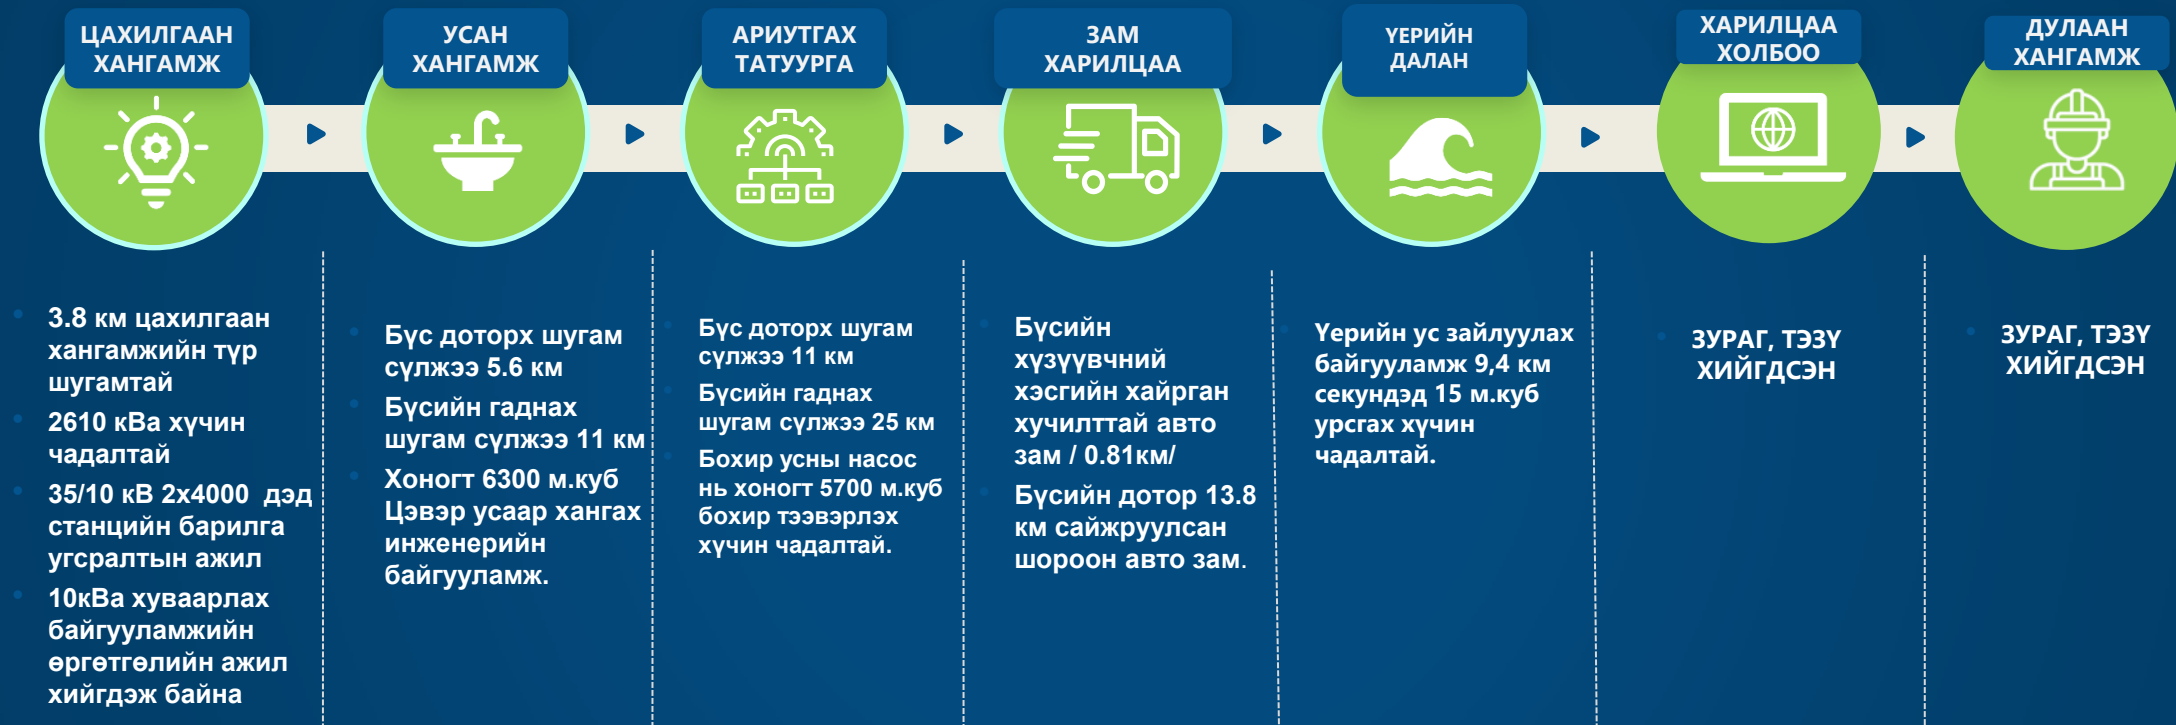 ЦАХИЛГААН
ХАНГАМЖ
УСАН
ХАНГАМЖ
АРИУТГАХ
ТАТУУРГА
ЗАМ
ХАРИЛЦАА
ҮЕРИЙН
ДАЛАН
ХАРИЛЦАА
ХОЛБОО
ДУЛААН
ХАНГАМЖ
3.8 км цахилгаан
хангамжийн түр
шугамтай
2610 кВа хүчин
чадалтай
35/10 кВ 2х4000 дэд
станцийн барилга
угсралтын ажил
10кВа хуваарлах
байгууламжийн
өргөтгөлийн ажил
хийгдэж байна
Бүс доторх шугам
сүлжээ 5.6 км
Бүсийн гаднах
шугам сүлжээ 11 км
Хоногт 6300 м.куб
Цэвэр усаар хангах
инженерийн
байгууламж.
Бүс доторх шугам
сүлжээ 11 км
Бүсийн гаднах
шугам сүлжээ 25 км
Бохир усны насос
нь хоногт 5700 м.куб
бохир тээвэрлэх
хүчин чадалтай.
Бүсийн
хүзүүвчний
хэсгийн хайрган
хучилттай авто
зам / 0.81км/
Бүсийн дотор 13.8
км сайжруулсан
шороон авто зам.
Үерийн ус зайлуулах
байгууламж 9,4 км
секундэд 15 м.куб
урсгах хүчин
чадалтай.
ЗУРАГ, ТЭЗҮ
ХИЙГДСЭН
ЗУРАГ, ТЭЗҮ
ХИЙГДСЭН